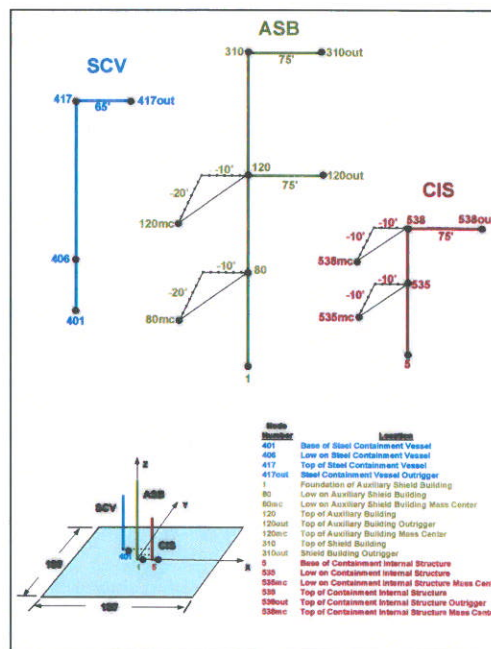 ASB
310
310out
75'
SCV
417
417out
65'
-10'
120
120out
-20'
75'
120mc
CIS
-10'
538
538out
-10'
75'
538mc
406
-10'
80
-20'
80mc
-10'
535
-10'
535mc
401
1
5
Node
Number
Location
401 Base of Steel Containment Vessel
406 Low on Steel Containment Vessel
417 Top of Steel Containment Vessel
417out Steel Containment Vessel Outrigger
1 Foundation of Auxiliary Shield Building
80 Low on Auxiliary Shield Building
80mc Low on Auxiliary Shield Building Mass Center
120 Top of Auxiliary Building
120out Top of Auxiliary Building Outrigger
120mc Top of Auxiliary Building Mass Center
310 Top of Shield Building
310out Shield Building Outrigger
5 Base of Containment Internal Structure
535 Low on Containment Internal Structure
535mc Low on Containment Internal Structure Mass Center
538 Top of Containment Internal Structure
538out Top of Containment Internal Structure Outrigger
538mc Top of Containment Internal Structure Mass Center
Z
SCV
ASB
Y
CIS
401
1
5
X
150'
150'